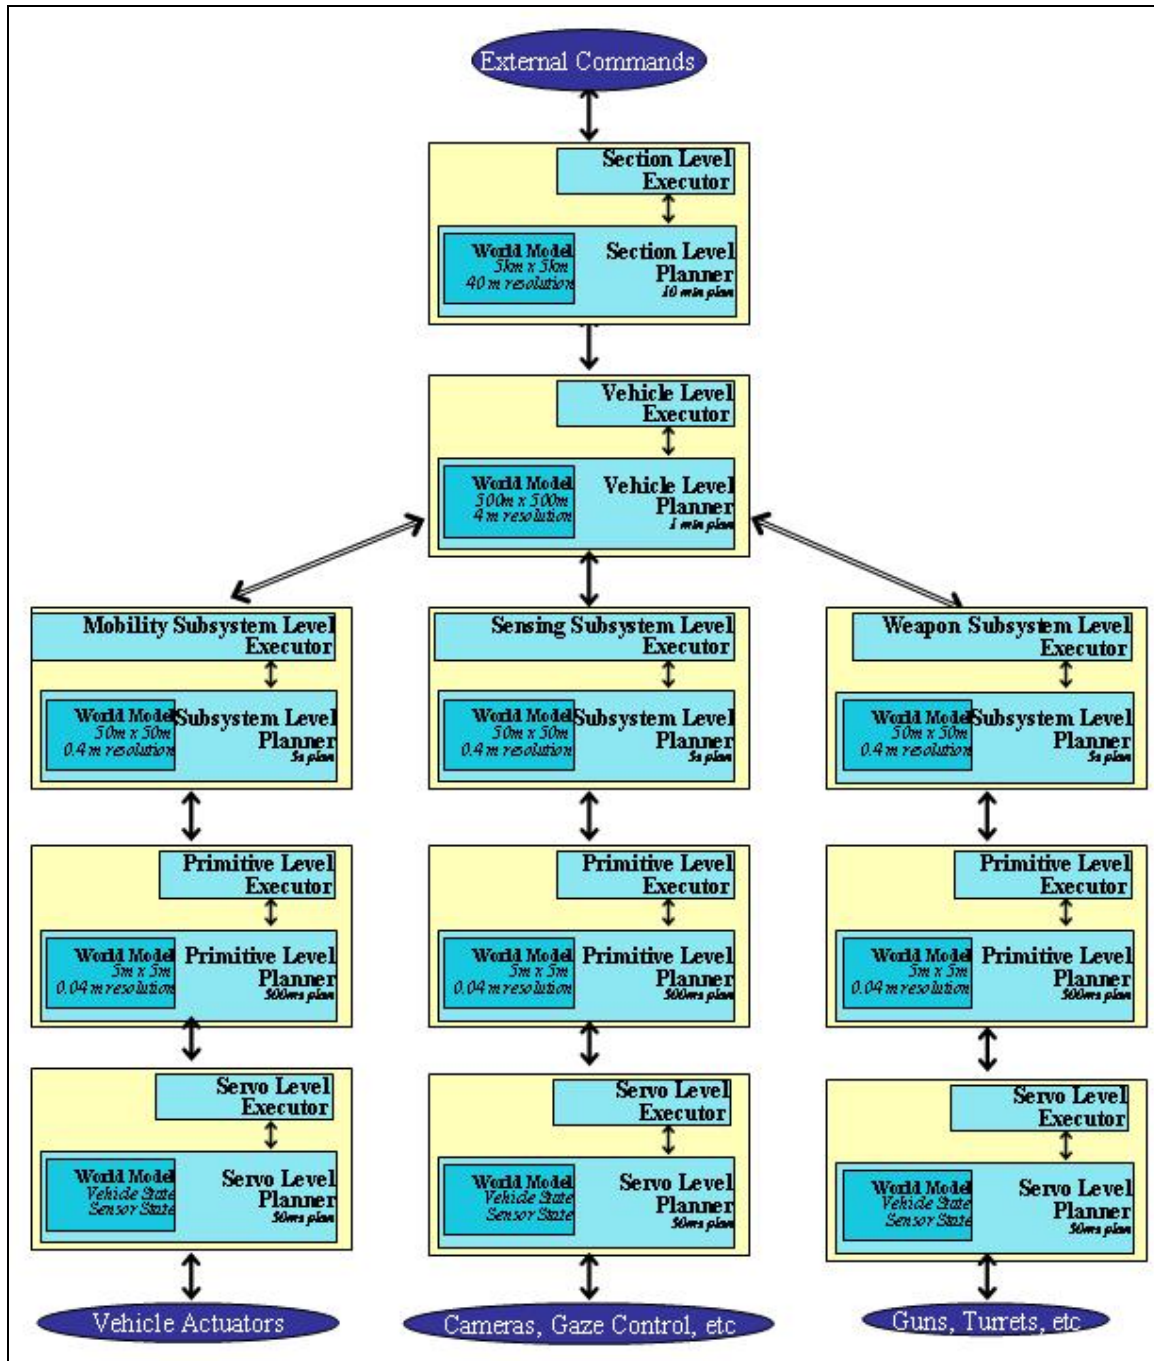 External Commands
Section Level
Executor
World Model
5km x 5km
40 m resolution
Section Level
Planner
10 min plan
Vehicle Level
Executor
World Model
500m x 500m
4 m resolution
Vehicle Level
Planner
1 min plan
Mobility Subsystem Level
Executor
World Model
50m x 50m
0.4 m resolution
Subsystem Level
Planner
5s plan
Sensing Subsystem Level
Executor
World Model
50m x 50m
0.4 m resolution
Subsystem Level
Planner
5s plan
Weapon Subsystem Level
Executor
World Model
50m x 50m
0.4 m resolution
Subsystem Level
Planner
5s plan
Primitive Level
Executor
World Model
5m x 5m
0.04 m resolution
Primitive Level
Planner
500ms plan
Primitive Level
Executor
World Model
5m x 5m
0.04 m resolution
Primitive Level
Planner
500ms plan
Primitive Level
Executor
World Model
5m x 5m
0.04 m resolution
Primitive Level
Planner
500ms plan
Servo Level
Executor
World Model
Vehicle State
Sensor State
Servo Level
Planner
50ms plan
Servo Level
Executor
World Model
Vehicle State
Sensor State
Servo Level
Planner
50ms plan
Servo Level
Executor
World Model
Vehicle State
Sensor State
Servo Level
Planner
50ms plan
Vehicle Actuators
Cameras, Gaze Control, etc
Guns, Turrets, etc